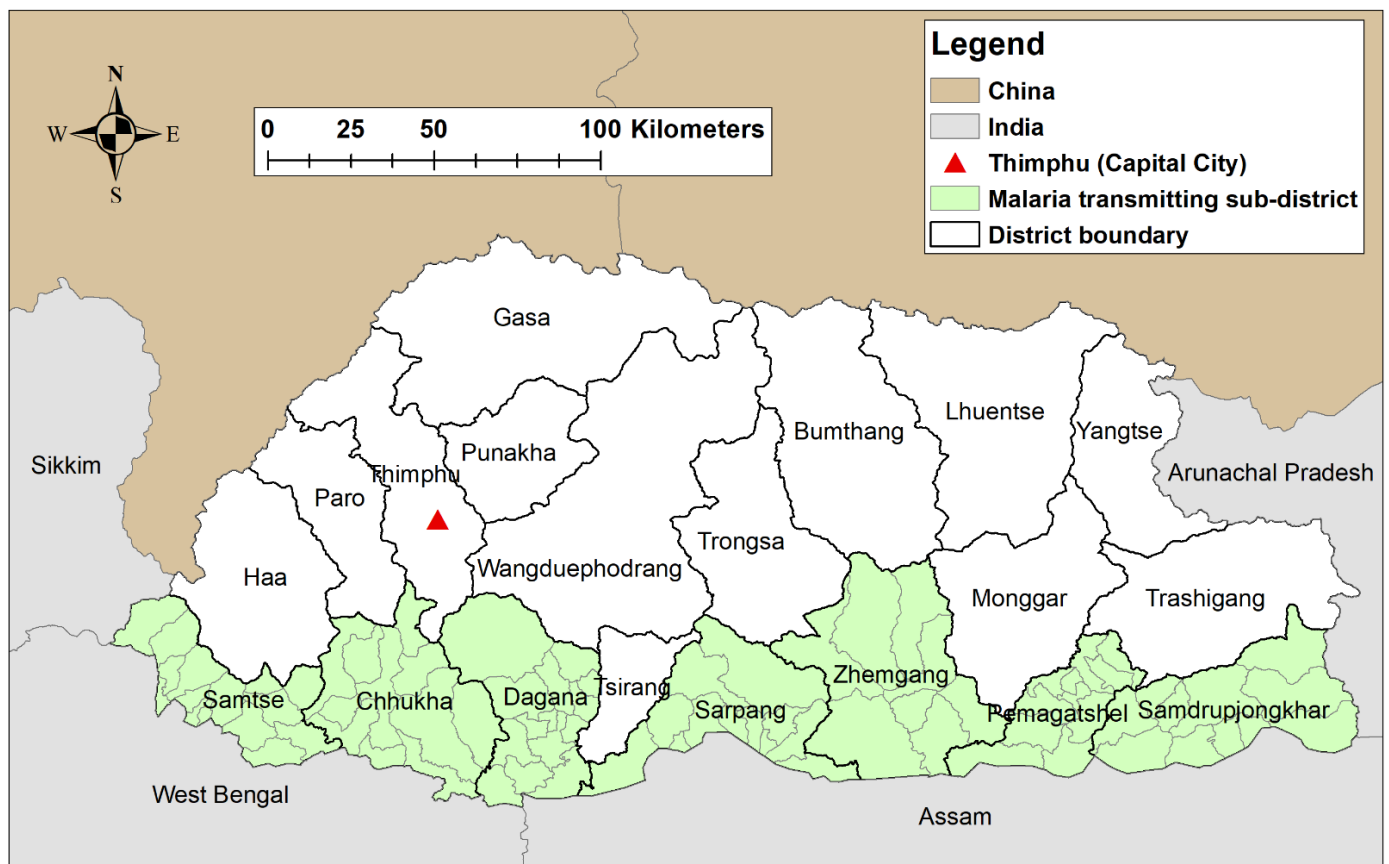 N
W
E
S
0 25 50 100 Kilometers
Legend
China
India
Thimphu (Capital City)
Malaria transmitting sub-district
District boundary
Gasa
Lhuentse
Bumthang
Yangtse
Punakha
Sikkim
Thimphu
Arunachal Pradesh
Paro
Trongsa
Wangduephodrang
Haa
Monggar
Trashigang
Zhemgang
Tsirang
Dagana
Samtse
Chhukha
Sarpang
Pemagatshel
Samdrupjongkhar
West Bengal
Assam